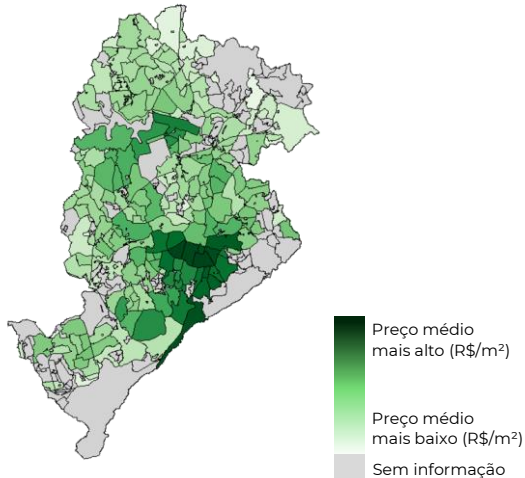 Preço médio
mais alto (R$/m²)
Preço médio
mais baixo (R$/m²)
Sem informação